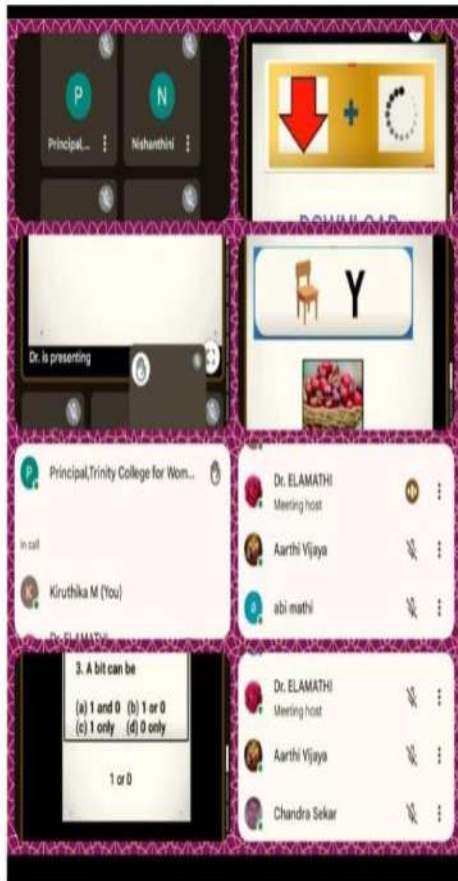 P
N
Principal,...
Nishanthini
DOWNLOAD
Dr. is presenting
Y
P
Principal,Trinity College for Wom...
In call
K
Kiruthika M (You)
Dr. ELAMATHI
Dr. ELAMATHI
Meeting host
Aarthi Vijaya
a
abi mathi
3. A bit can be
(a) 1 and 0 (b) 1 or 0
(c) 1 only (d) 0 only
1 or 0
Dr. ELAMATHI
Meeting host
Aarthi Vijaya
Chandra Sekar